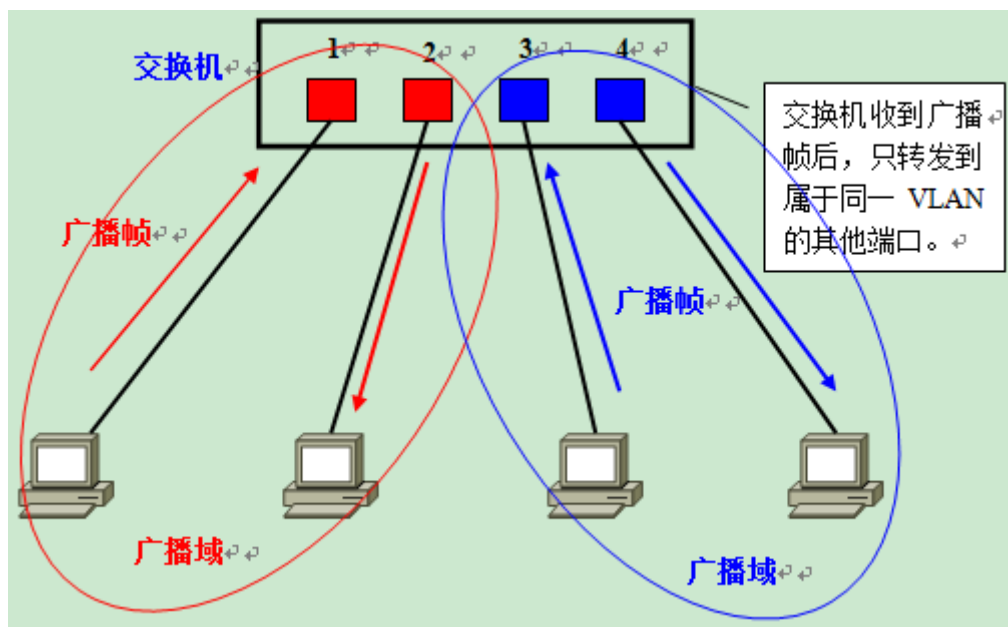 1 2 3 4
交换机
交换机收到广播
帧后，只转发到
属于同一 VLAN
的其他端口。
广播帧
广播帧
广播域
广播域